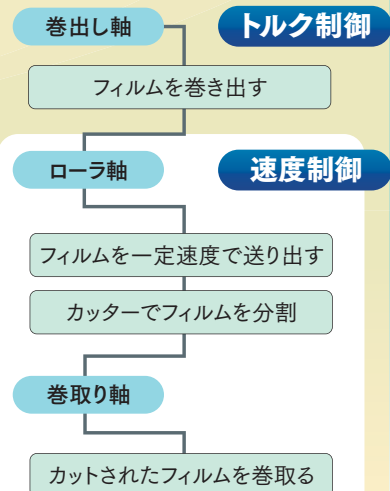 巻出し軸
トルク制御
フィルムを巻き出す
ローラ軸
速度制御
フィルムを一定速度で送り出す
カッターでフィルムを分割
巻取り軸
カットされたフィルムを巻取る